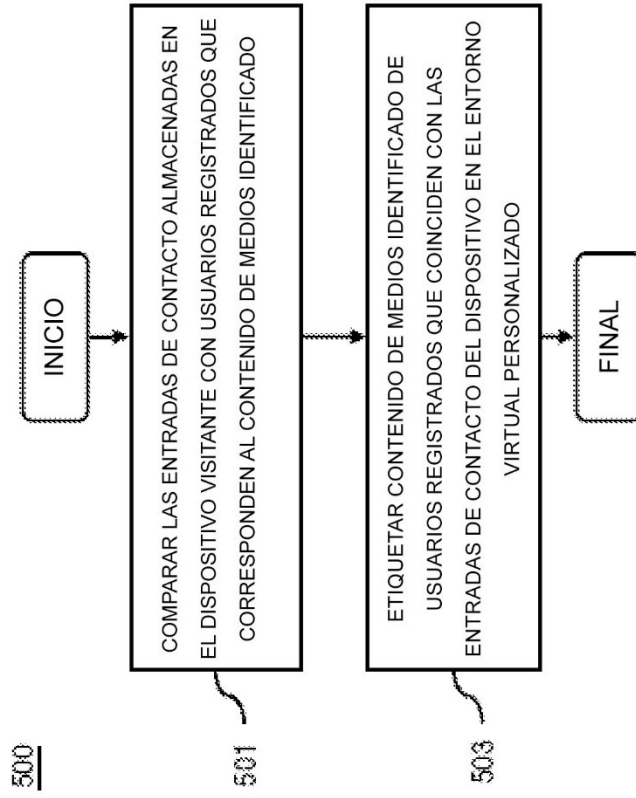 500
INICIO
COMPARAR LAS ENTRADAS DE CONTACTO ALMACENADAS EN
EL DISPOSITIVO VISITANTE CON USUARIOS REGISTRADOS QUE
CORRESPONDEN AL CONTENIDO DE MEDIOS IDENTIFICADO
501
ETIQUETAR CONTENIDO DE MEDIOS IDENTIFICADO DE
USUARIOS REGISTRADOS QUE COINCIDEN CON LAS
ENTRADAS DE CONTACTO DEL DISPOSITIVO EN EL ENTORNO
VIRTUAL PERSONALIZADO
503
FINAL